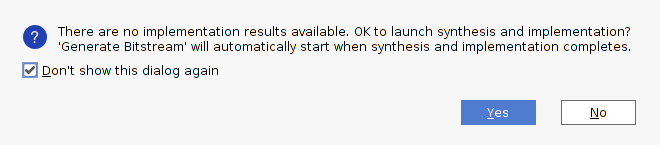 There are no implementation results available. OK to launch synthesis and implementation?
'Generate Bitstream' will automatically start when synthesis and implementation completes.
Don't show this dialog again
Yes No